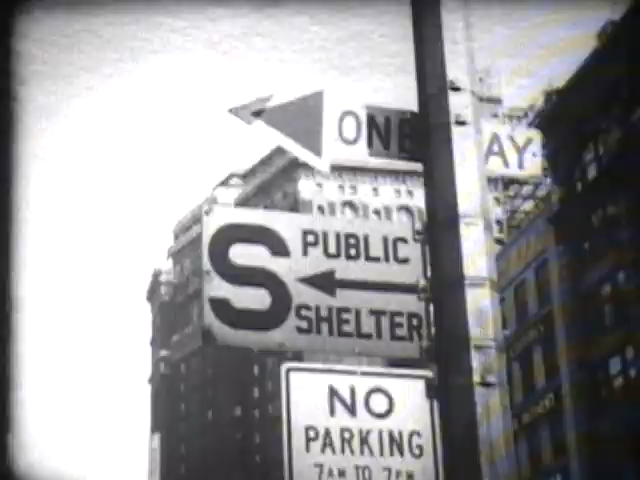 ONE AY
S PUBLIC
SHELTER
NO
PARKING
7AM TO 7PM